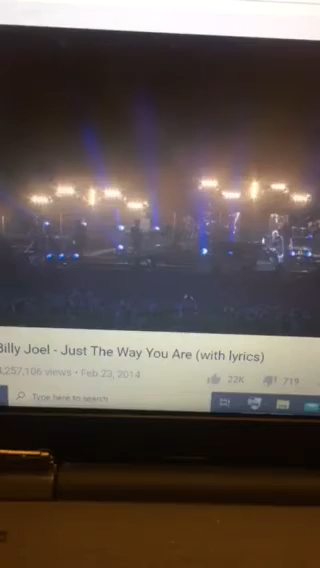 Billy Joel - Just The Way You Are (with lyrics)
4,257,106 views • Feb 23, 2014
22K
719
Type here to search